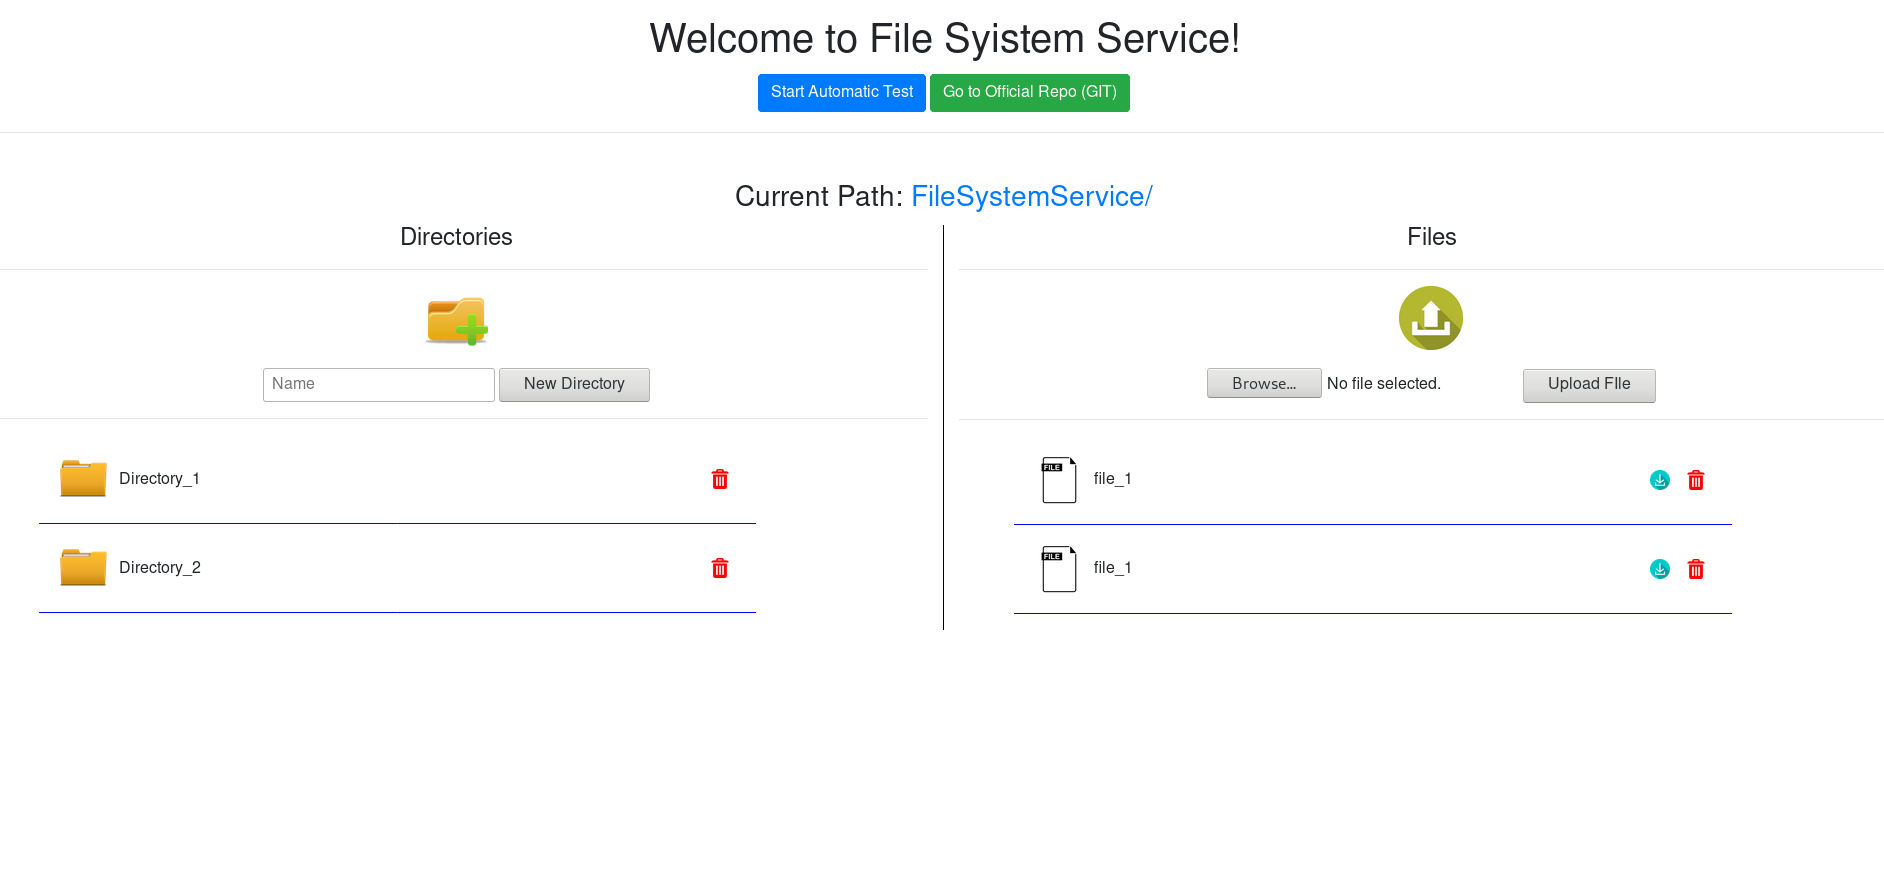 Welcome to File Syistem Service!
Start Automatic Test Go to Official Repo (GIT)
Current Path: FileSystemService/
Directories
Name New Directory
Directory_1
Directory_2
Files
Browse... No file selected. Upload FIle
FILE file_1
FILE file_1